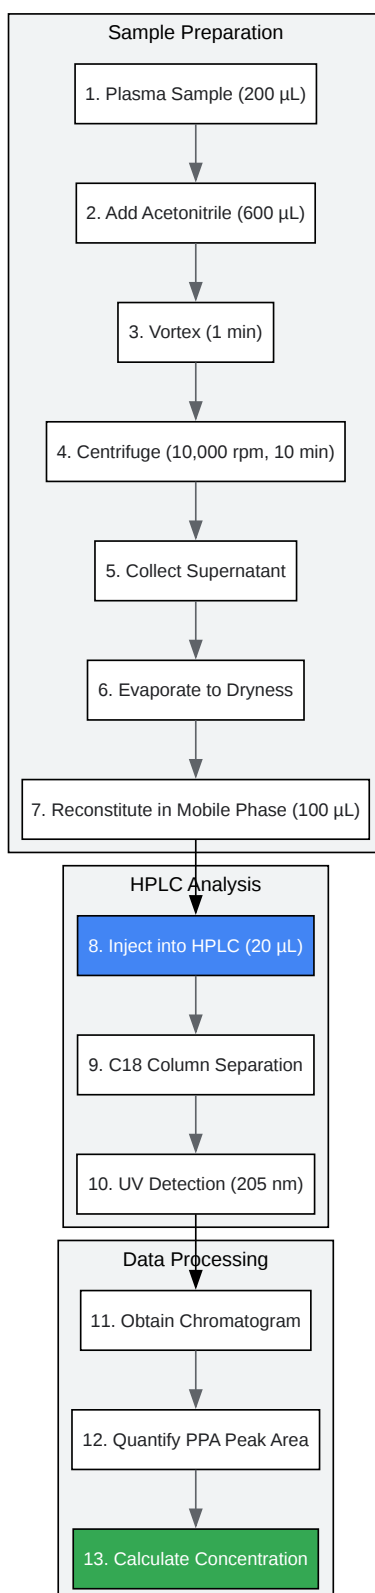 Sample Preparation
1. Plasma Sample (200 µL)
2. Add Acetonitrile (600 µL)
3. Vortex (1 min)
4. Centrifuge (10,000 rpm, 10 min)
5. Collect Supernatant
6. Evaporate to Dryness
7. Reconstitute in Mobile Phase (100 µL)
HPLC Analysis
8. Inject into HPLC (20 µL)
9. C18 Column Separation
10. UV Detection (205 nm)
Data Processing
11. Obtain Chromatogram
12. Quantify PPA Peak Area
13. Calculate Concentration